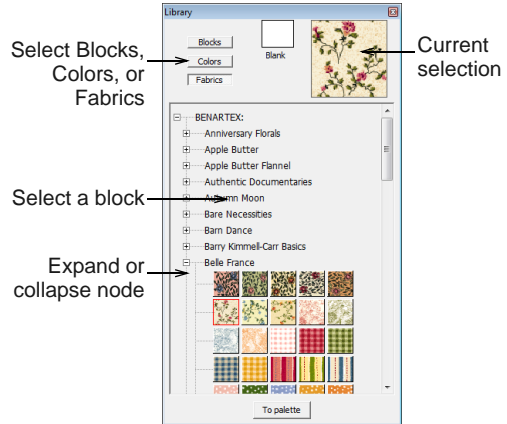 Library
Select Blocks,
Colors, or
Fabrics
Blocks
Colors
Fabrics
Blank
Current
selection
BENARTEX:
Anniversary Florals
Apple Butter
Apple Butter Flannel
Authentic Documentaries
Select a block
Autumn Moon
Bare Necessities
Barn Dance
Barry Kimmell-Carr Basics
Expand or
collapse node
Belle France
To palette